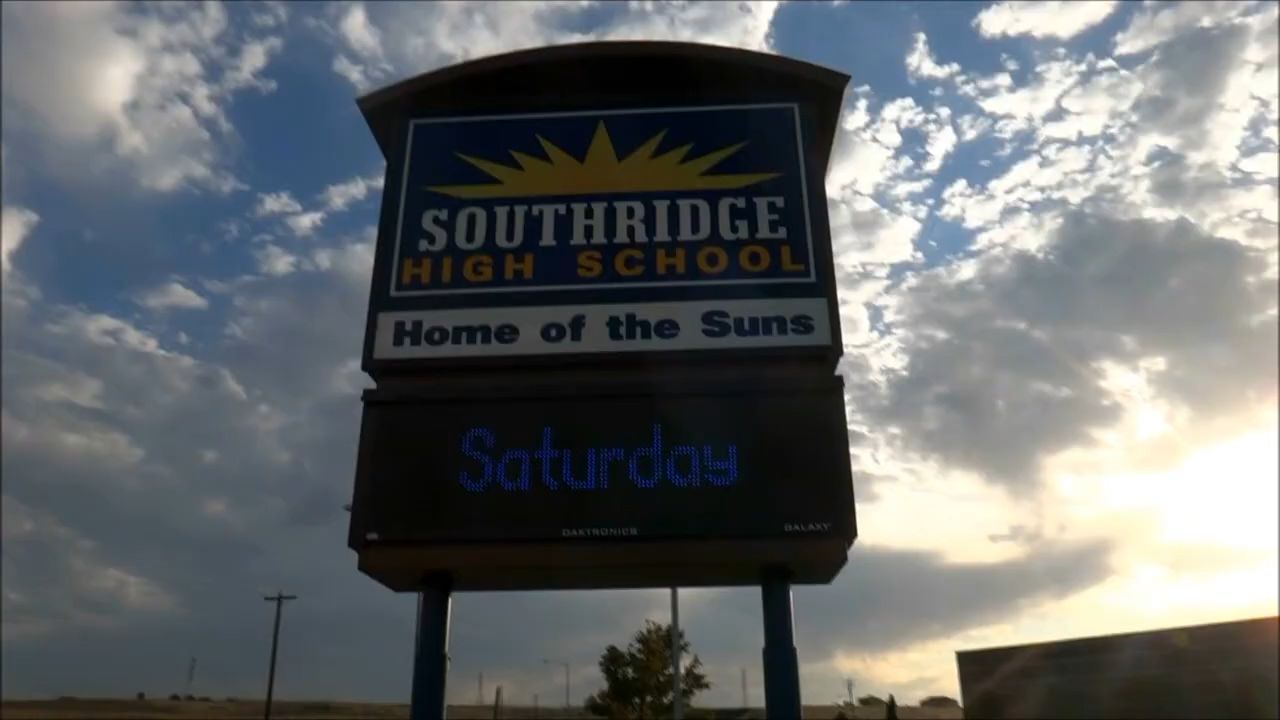 SOUTHRIDGE
HIGH SCHOOL
Home of the Suns
Saturday
DAKTRONICS GALAXY